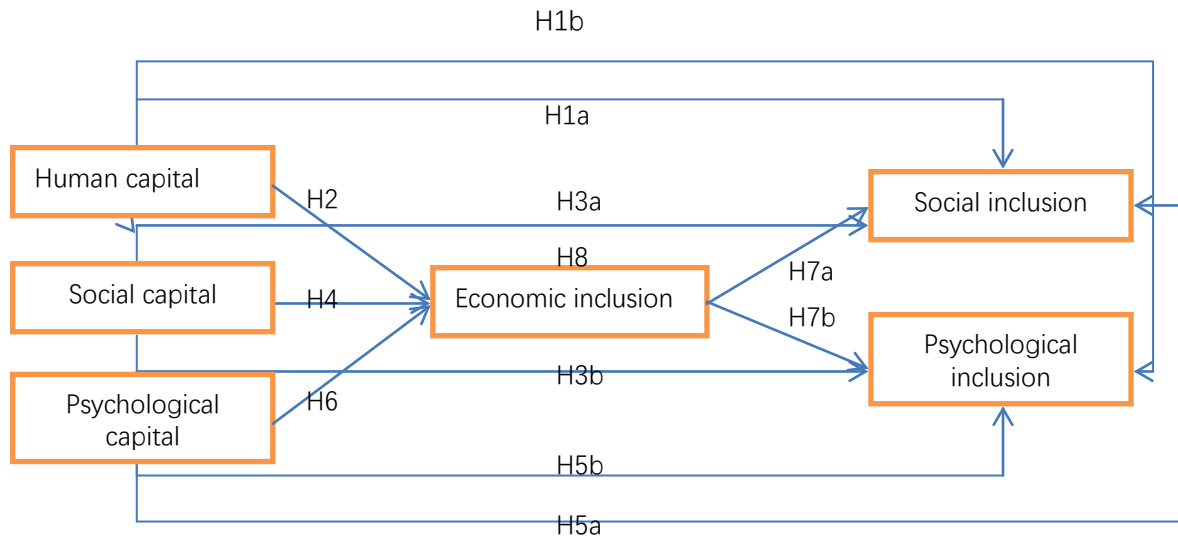 H1b
H1a
Human capital
H2
H3a
Social inclusion
H8
H7a
Social capital
H4
Economic inclusion
H7b
Psychological
inclusion
H3b
Psychological
capital
H6
H5b
H5a